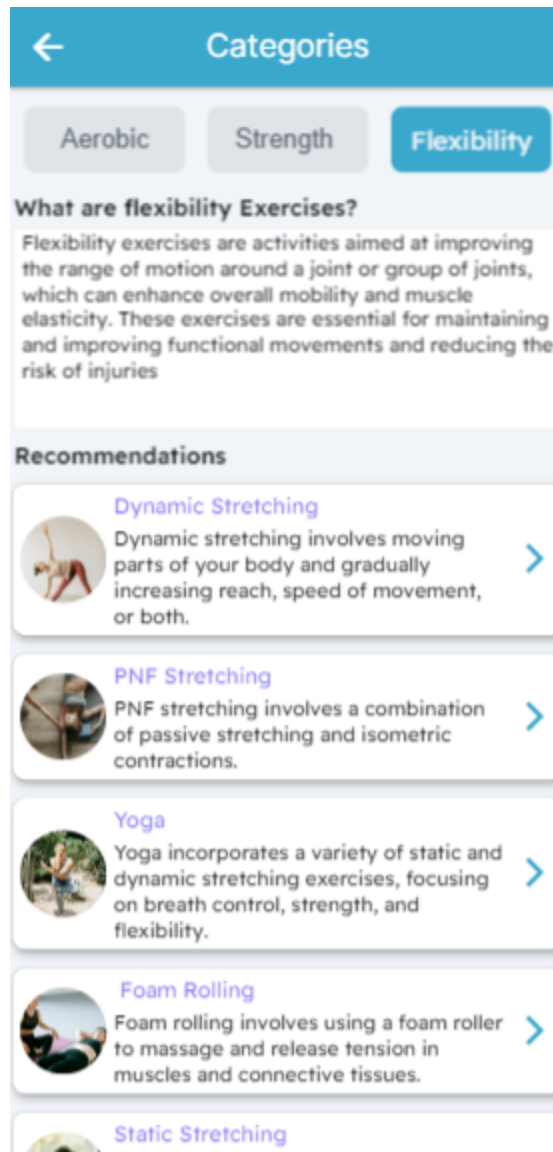 Categories
Aerobic
Strength
Flexibility
What are flexibility Exercises?
Flexibility exercises are activities aimed at improving
the range of motion around a joint or group of joints,
which can enhance overall mobility and muscle
elasticity. These exercises are essential for maintaining
and improving functional movements and reducing the
risk of injuries
Recommendations
Dynamic Stretching
Dynamic stretching involves moving
parts of your body and gradually
increasing reach, speed of movement,
or both.
PNF Stretching
PNF stretching involves a combination
of passive stretching and isometric
contractions.
Yoga
Yoga incorporates a variety of static and
dynamic stretching exercises, focusing
on breath control, strength, and
flexibility.
Foam Rolling
Foam rolling involves using a foam roller
to massage and release tension in
muscles and connective tissues.
Static Stretching